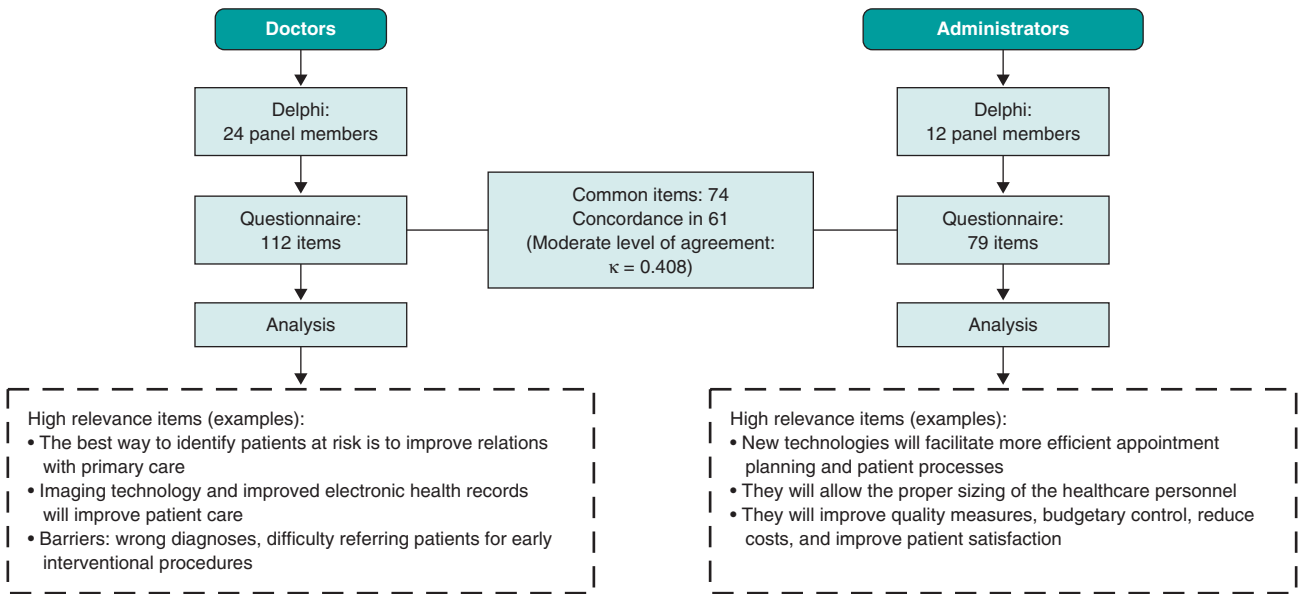 Doctors
Administrators
Delphi:
24 panel members
Delphi:
12 panel members
Questionnaire:
112 items
Common items: 74
Concordance in 61
(Moderate level of agreement:
κ = 0.408)
Questionnaire:
79 items
Analysis
Analysis
High relevance items (examples):
• The best way to identify patients at risk is to improve relations
with primary care
• Imaging technology and improved electronic health records
will improve patient care
• Barriers: wrong diagnoses, difficulty referring patients for early
interventional procedures
High relevance items (examples):
• New technologies will facilitate more efficient appointment
planning and patient processes
• They will allow the proper sizing of the healthcare personnel
• They will improve quality measures, budgetary control, reduce
costs, and improve patient satisfaction